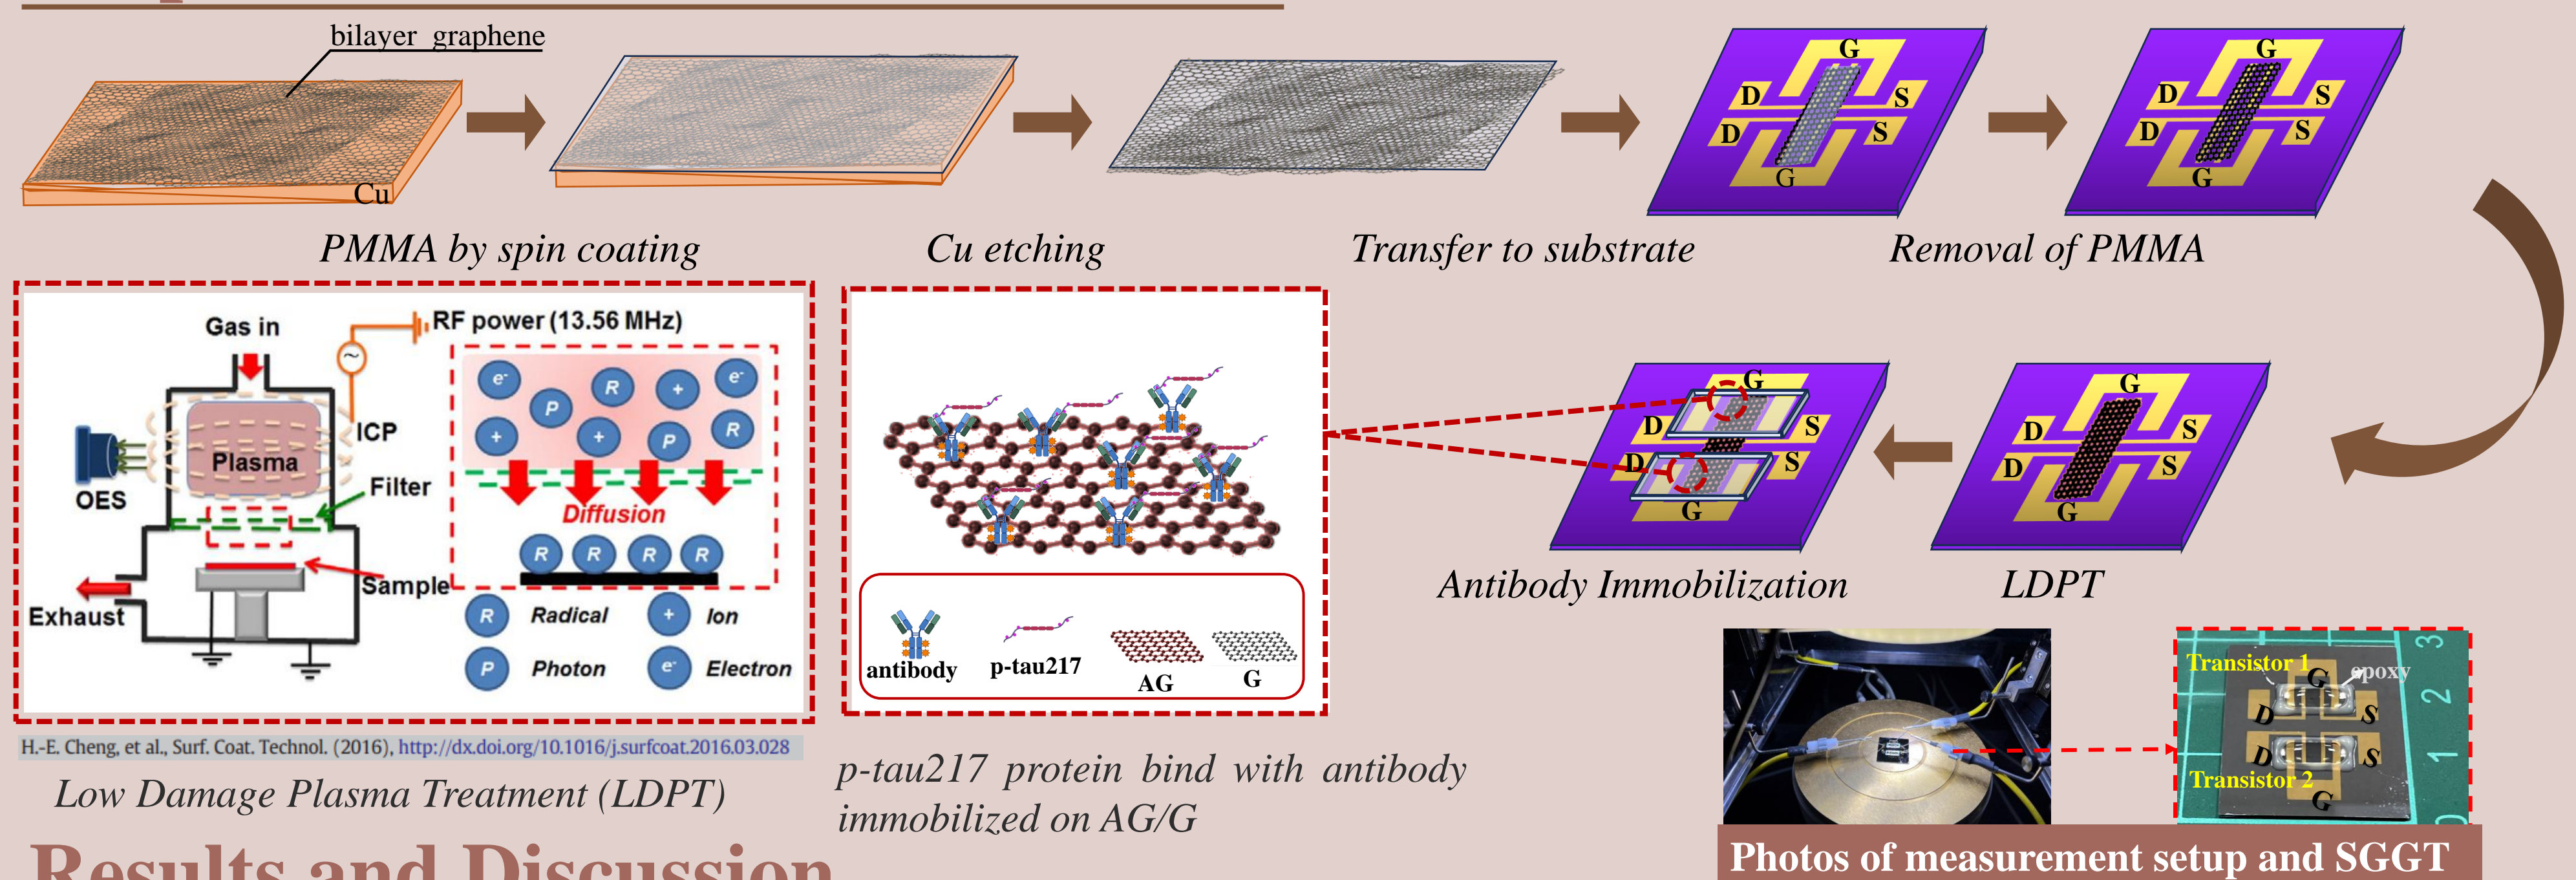 bilayer graphene
Cu
G
D
S
D
S
G
G
D
S
D
S
G
PMMA by spin coating
Cu etching
Transfer to substrate
Removal of PMMA
Gas in
RF power (13.56 MHz)
~
e-
R
+
e-
P
+
+
P
R
ICP
Plasma
OES
Filter
Diffusion
R R R R
Sample
Exhaust
R Radical
+ Ion
P Photon
e- Electron
H.-E. Cheng, et al., Surf. Coat. Technol. (2016), http://dx.doi.org/10.1016/j.surfcoat.2016.03.028
Low Damage Plasma Treatment (LDPT)
antibody
p-tau217
AG
G
p-tau217 protein bind with antibody
immobilized on AG/G
G
D
S
D
S
G
G
D
S
D
S
G
Antibody Immobilization
LDPT
Transistor 1
G
epoxy
D
S
D
S
Transistor 2
G
3
2
1
0
Photos of measurement setup and SGGT
Results and Discussion